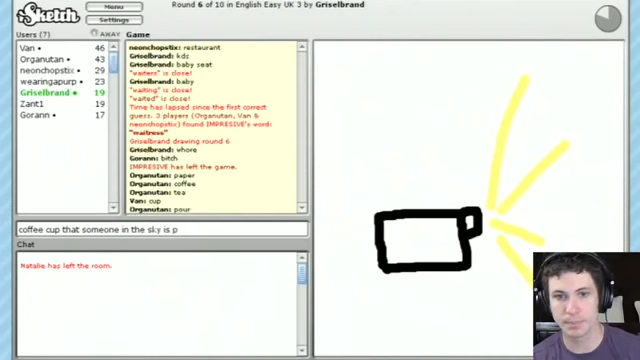 Round 6 of 10 in English Easy UK 3 by Griselbrand
iSketch
Menu
Settings
Users (7)
AWAY
Game
Van 46
Organutan 43
neonchopstix 29
wearingapurp 23
Griselbrand 19
Zant1 19
Gorann 17
neonchopstix: restaurant
Griselbrand: kds
Griselbrand: baby seat
"waiters" is close!
Griselbrand: baby
"waiting" is close!
"waited" is close!
Time has lapsed since the first correct
guess. 3 players (Organutan, Van &
neonchopstix) found IMPRESIVE's word:
"waitress"
Griselbrand drawing round 6
Griselbrand: whore
Gorann: bitch
IMPRESIVE has left the game.
Organutan: paper
Organutan: coffee
Organutan: tea
Van: cup
Organutan: pour
coffee cup that someone in the sky is p
Chat
Natalie has left the room.